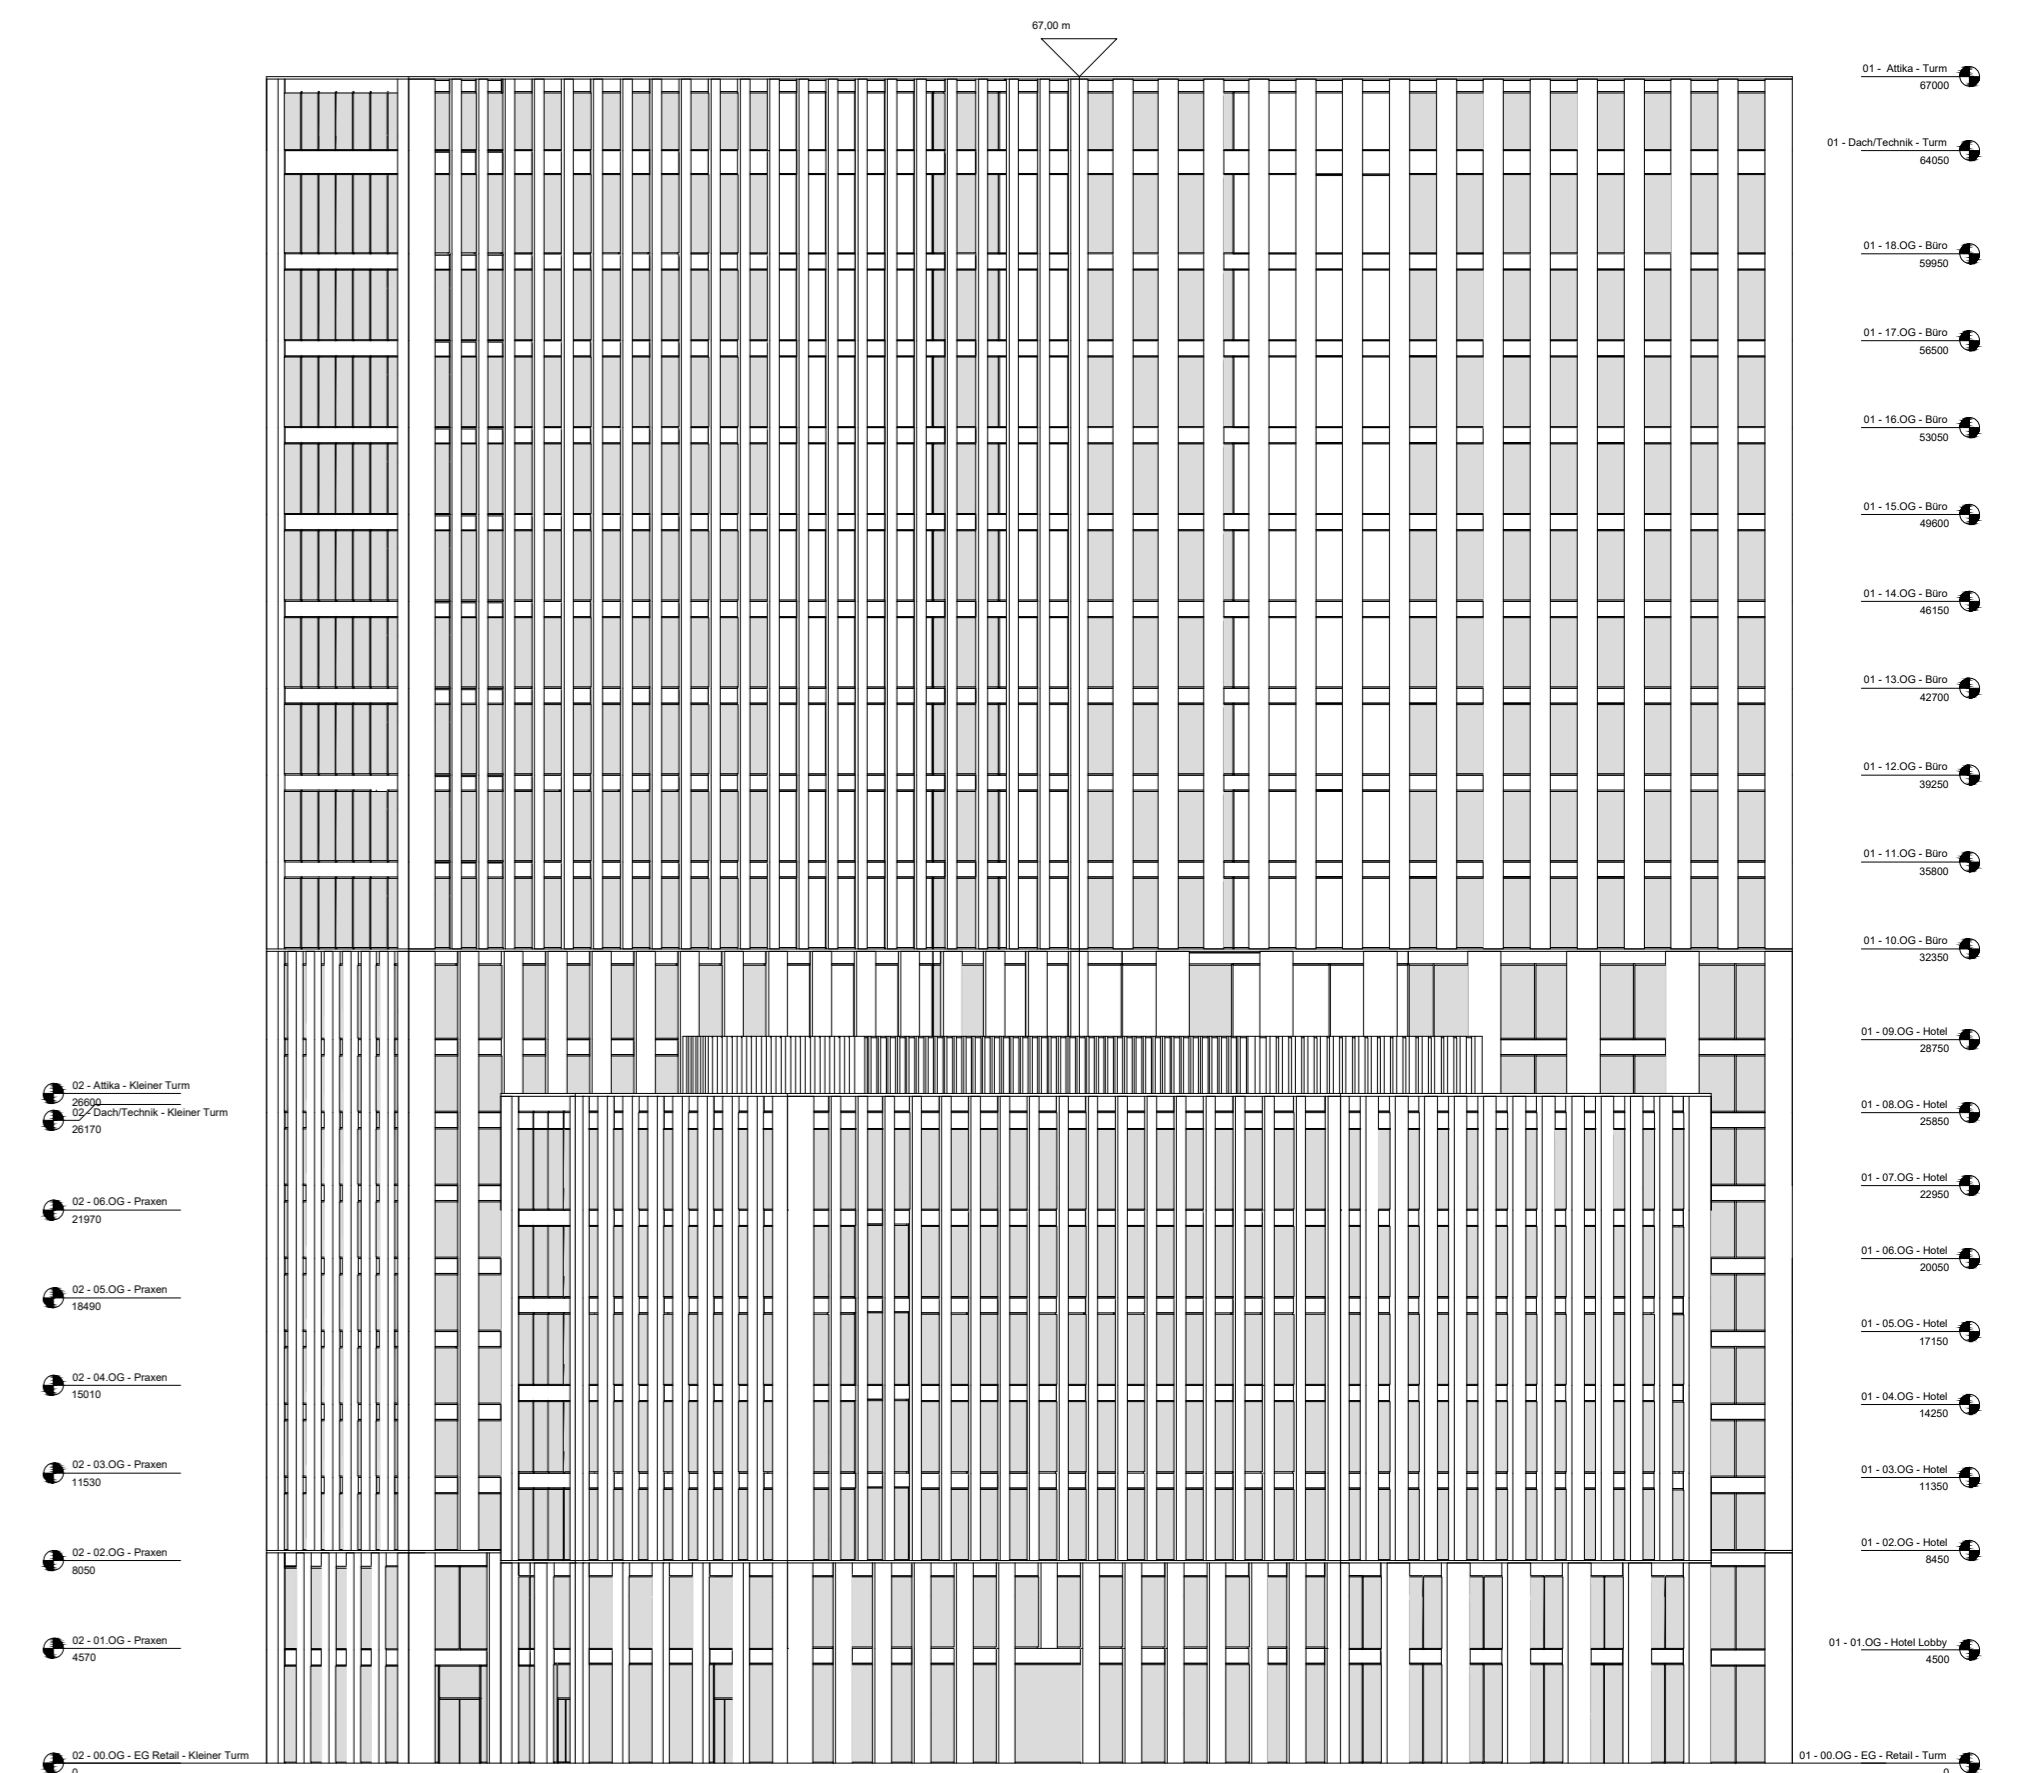 67,00 m
01 - Attika - Turm
67000
01 - Dach/Technik - Turm
64050
01 - 18.OG - Büro
59950
01 - 17.OG - Büro
56500
01 - 16.OG - Büro
53050
01 - 15.OG - Büro
49600
01 - 14.OG - Büro
46150
01 - 13.OG - Büro
42700
01 - 12.OG - Büro
39250
01 - 11.OG - Büro
35800
01 - 10.OG - Büro
32350
01 - 09.OG - Hotel
28750
01 - 08.OG - Hotel
25850
01 - 07.OG - Hotel
22950
01 - 06.OG - Hotel
20050
01 - 05.OG - Hotel
17150
01 - 04.OG - Hotel
14250
01 - 03.OG - Hotel
11350
01 - 02.OG - Hotel
8450
01 - 01.OG - Hotel Lobby
4500
01 - 00.OG - EG - Retail - Turm
0
02 - Attika - Kleiner Turm
26600
02 - Dach/Technik - Kleiner Turm
26170
02 - 06.OG - Praxen
21970
02 - 05.OG - Praxen
18490
02 - 04.OG - Praxen
15010
02 - 03.OG - Praxen
11530
02 - 02.OG - Praxen
8050
02 - 01.OG - Praxen
4570
02 - 00.OG - EG Retail - Kleiner Turm
0